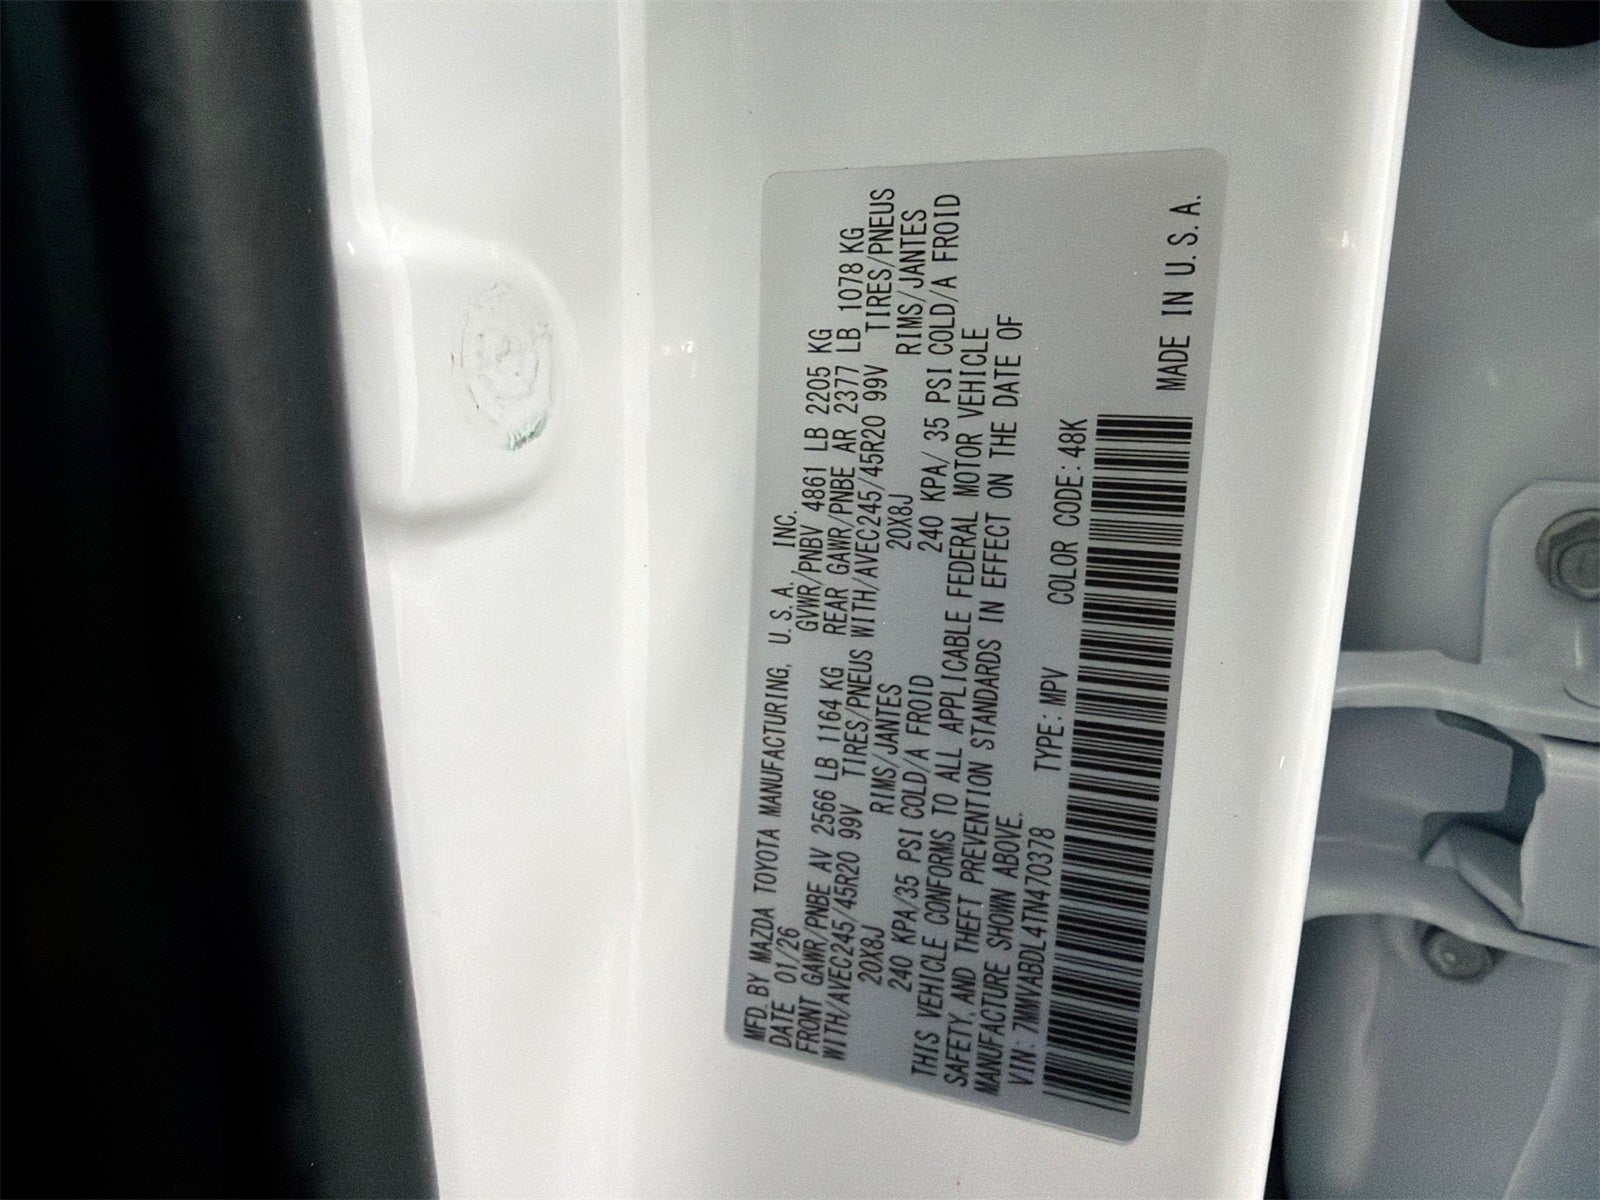 MFD. BY MAZDA TOYOTA MANUFACTURING, U.S.A. INC.
DATE 01/26 GVWR/PNBV 4861 LB 2205 KG
FRONT GAWR/PNBE AV 2566 LB 1164 KG REAR GAWR/PNBE AR 2377 LB 1078 KG
WITH/AVEC245/45R20 99V TIRES/PNEUS WITH/AVEC245/45R20 99V TIRES/PNEUS
20X8J RIMS/JANTES 20X8J RIMS/JANTES
240 KPA/35 PSI COLD/A FROID 240 KPA/ 35 PSI COLD/A FROID
THIS VEHICLE CONFORMS TO ALL APPLICABLE FEDERAL MOTOR VEHICLE
SAFETY, AND THEFT PREVENTION STANDARDS IN EFFECT ON THE DATE OF
MANUFACTURE SHOWN ABOVE.
VIN: 7MMVABDL4TN470378 TYPE: MPV COLOR CODE: 48K
MADE IN U.S.A.